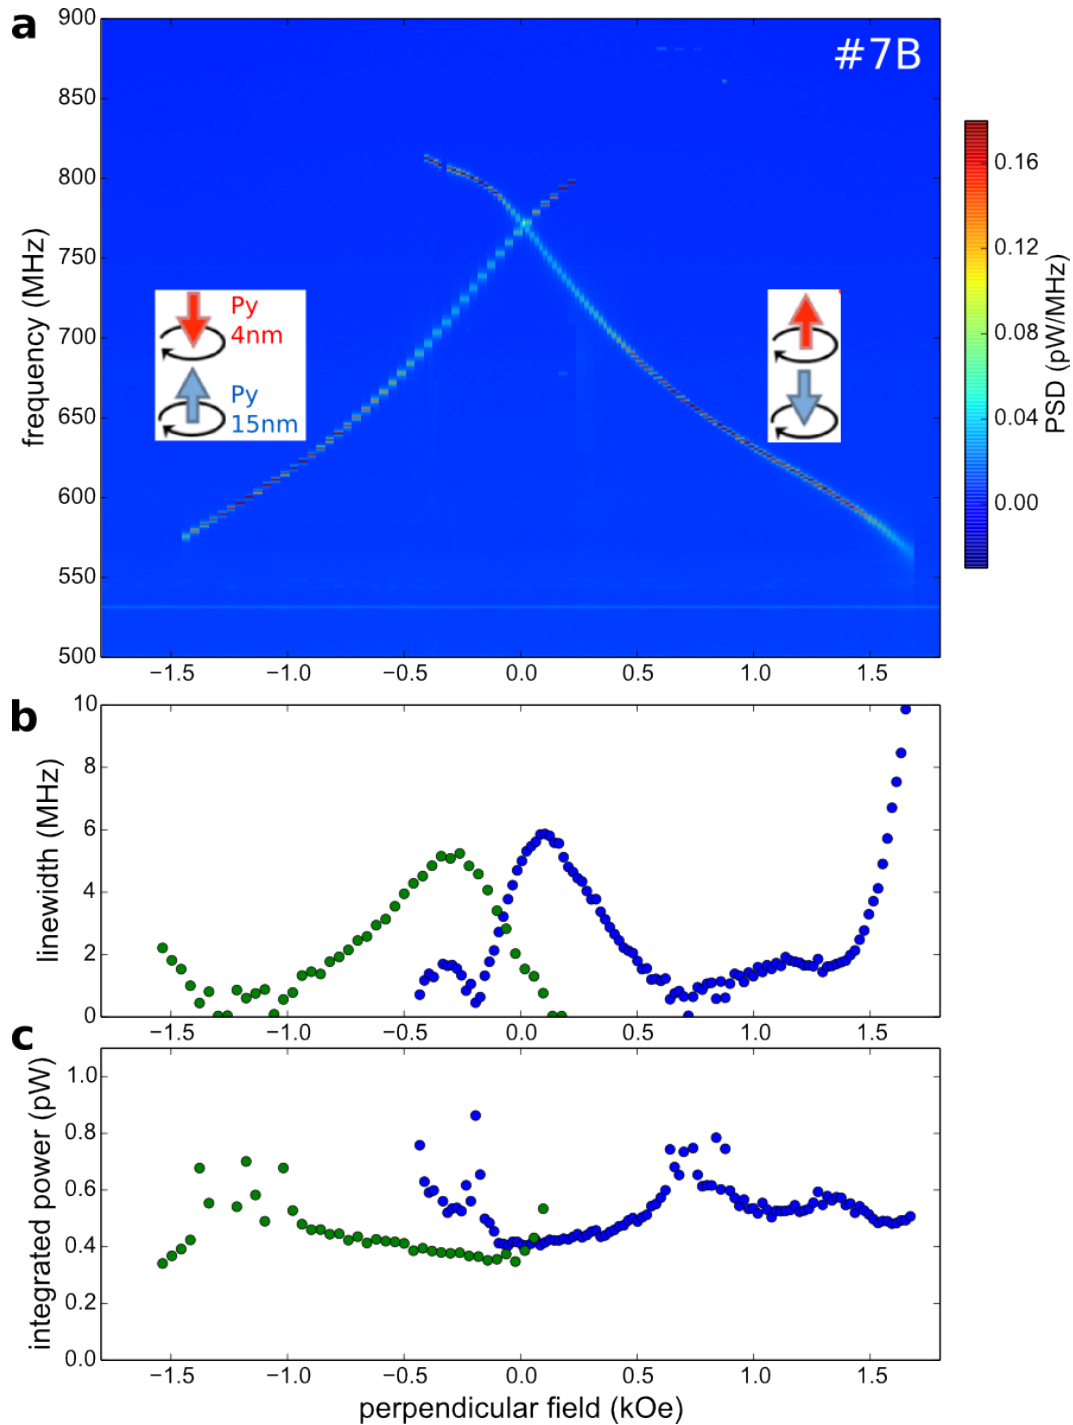 a
#7B
900
850
800
750
700
650
600
550
500
frequency (MHz)
Py
4nm
Py
15nm
0.16
0.12
0.08
0.04
0.00
PSD (pW/MHz)
−1.5 −1.0 −0.5 0.0 0.5 1.0 1.5
b
10
8
6
4
2
0
linewidth (MHz)
−1.5 −1.0 −0.5 0.0 0.5 1.0 1.5
c
1.0
0.8
0.6
0.4
0.2
0.0
integrated power (pW)
−1.5 −1.0 −0.5 0.0 0.5 1.0 1.5
perpendicular field (kOe)